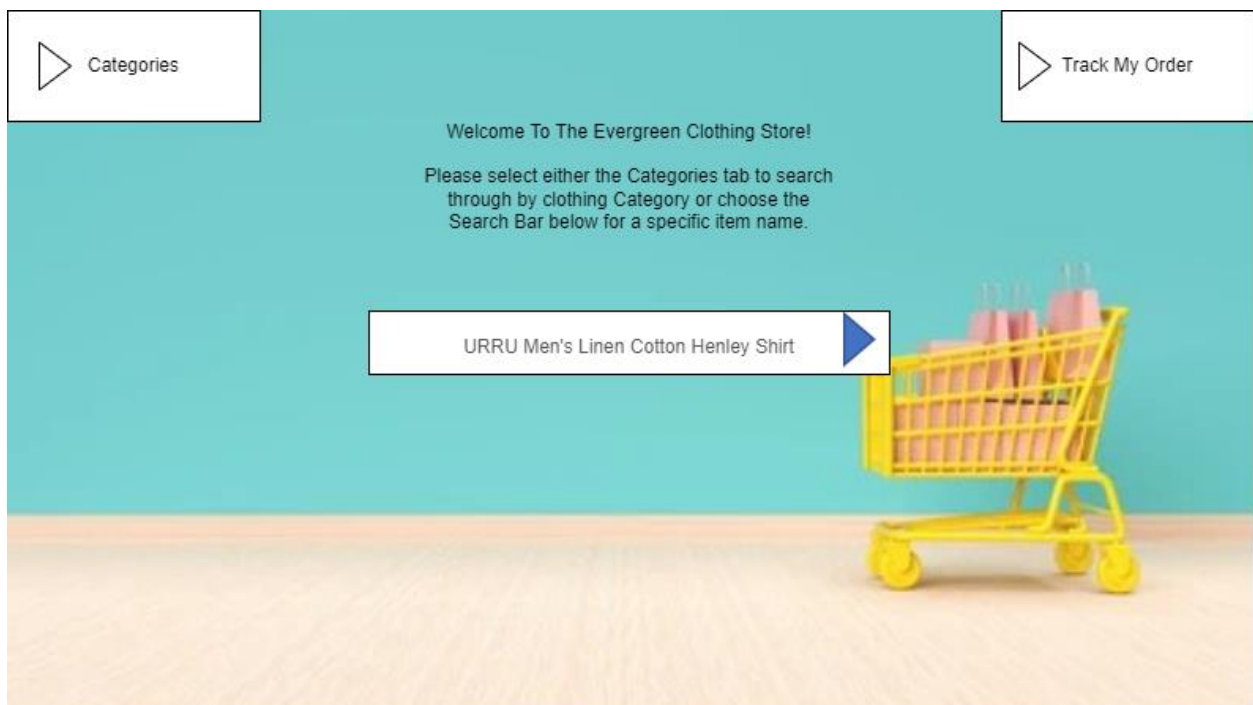 Categories
Track My Order
Welcome To The Evergreen Clothing Store!
Please select either the Categories tab to search
through by clothing Category or choose the
Search Bar below for a specific item name.
URRU Men's Linen Cotton Henley Shirt